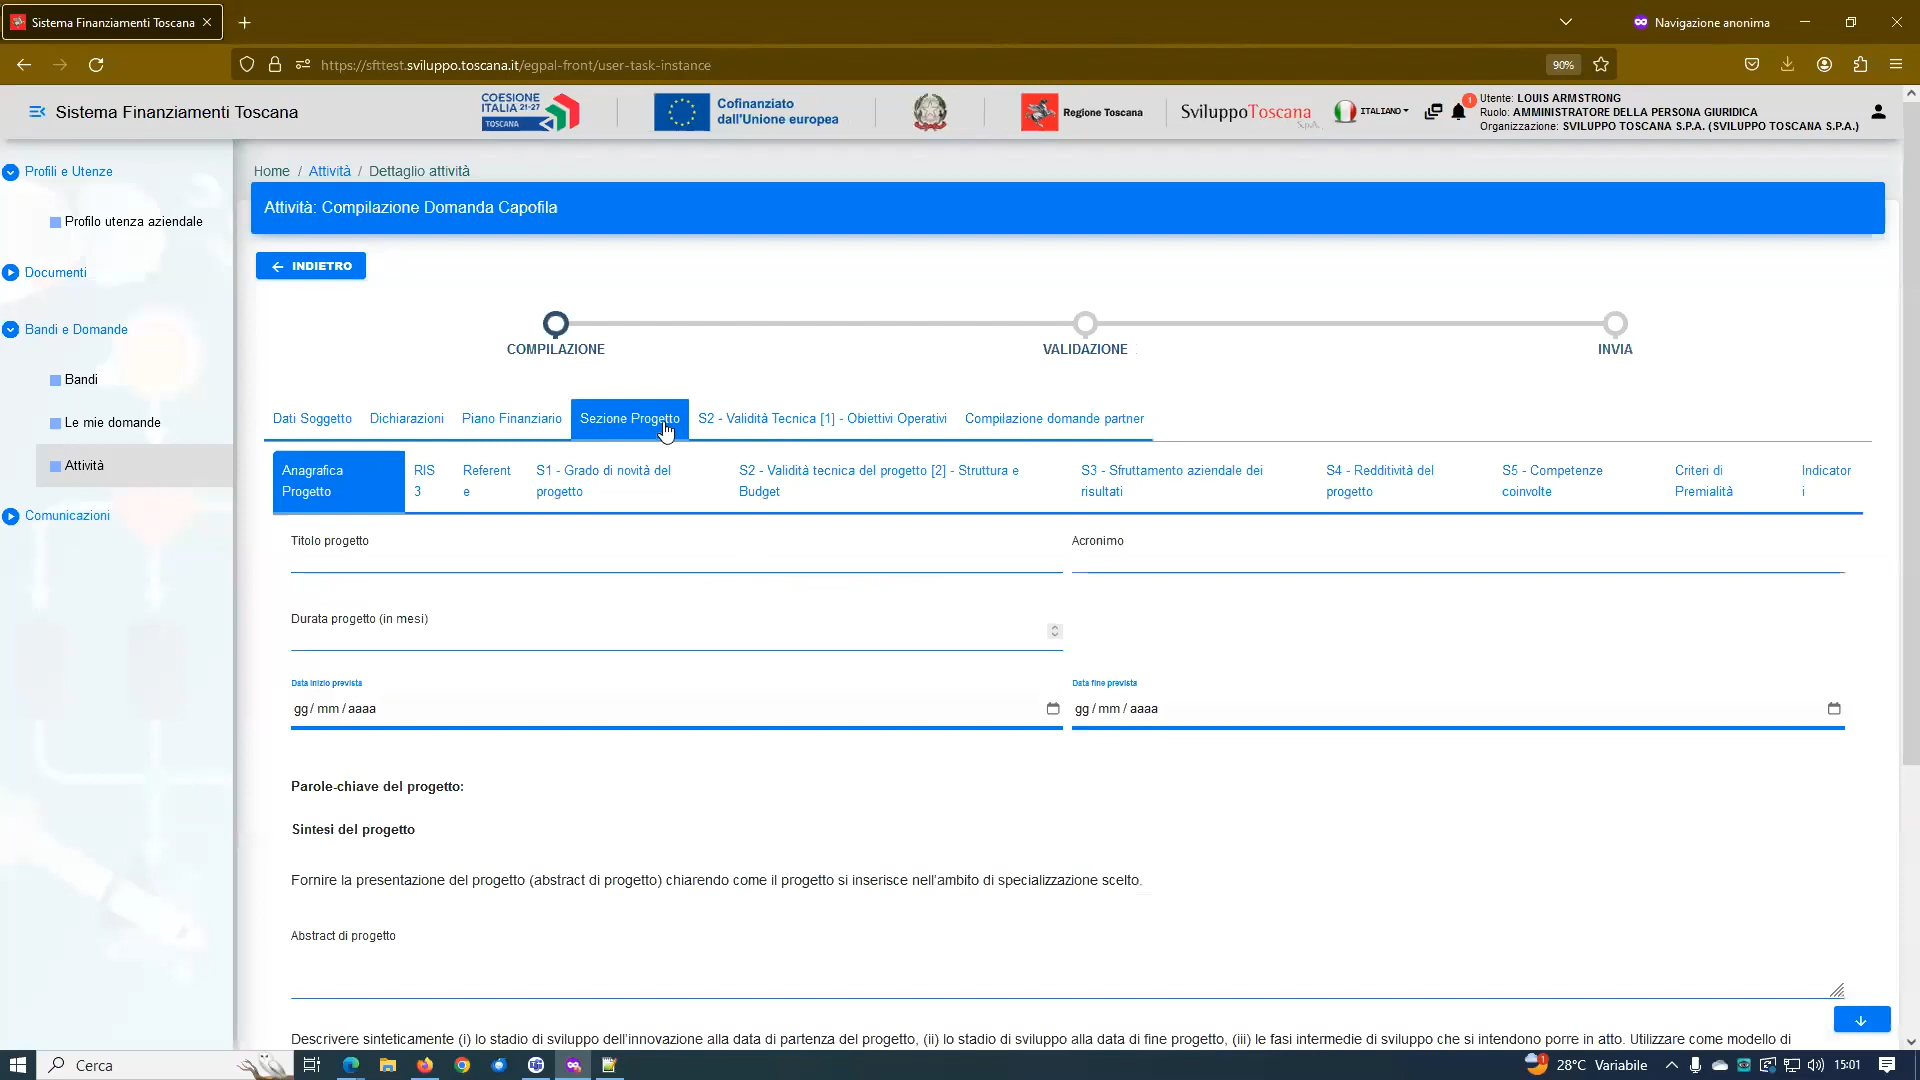 Sistema Finanziamenti Toscana
Navigazione anonima
https://sfttest.sviluppo.toscana.it/egpal-front/user-task-instance
90%
Sistema Finanziamenti Toscana
COESIONE
ITALIA 21-27
TOSCANA
Cofinanziato
dall'Unione europea
Regione Toscana
SviluppoToscana
S.p.A.
ITALIANO
1
Utente: LOUIS ARMSTRONG
Ruolo: AMMINISTRATORE DELLA PERSONA GIURIDICA
Organizzazione: SVILUPPO TOSCANA S.P.A. (SVILUPPO TOSCANA S.P.A.)
Profili e Utenze
Profilo utenza aziendale
Documenti
Bandi e Domande
Bandi
Le mie domande
Attività
Comunicazioni
Home / Attività / Dettaglio attività
Attività: Compilazione Domanda Capofila
INDIETRO
COMPILAZIONE
VALIDAZIONE
INVIA
Dati Soggetto
Dichiarazioni
Piano Finanziario
Sezione Progetto
S2 - Validità Tecnica [1] - Obiettivi Operativi
Compilazione domande partner
Anagrafica
Progetto
RIS
3
Referent
e
S1 - Grado di novità del
progetto
S2 - Validità tecnica del progetto [2] - Struttura e
Budget
S3 - Sfruttamento aziendale dei
risultati
S4 - Redditività del
progetto
S5 - Competenze
coinvolte
Criteri di
Premialità
Indicator
i
Titolo progetto
Acronimo
Durata progetto (in mesi)
Data inizio prevista
gg/mm/aaaa
Data fine prevista
gg/mm/aaaa
Parole-chiave del progetto:
Sintesi del progetto
Fornire la presentazione del progetto (abstract di progetto) chiarendo come il progetto si inserisce nell'ambito di specializzazione scelto.
Abstract di progetto
Descrivere sinteticamente (i) lo stadio di sviluppo dell'innovazione alla data di partenza del progetto, (ii) lo stadio di sviluppo alla data di fine progetto, (iii) le fasi intermedie di sviluppo che si intendono porre in atto. Utilizzare come modello di
Cerca
1
28°C Variabile
15:01